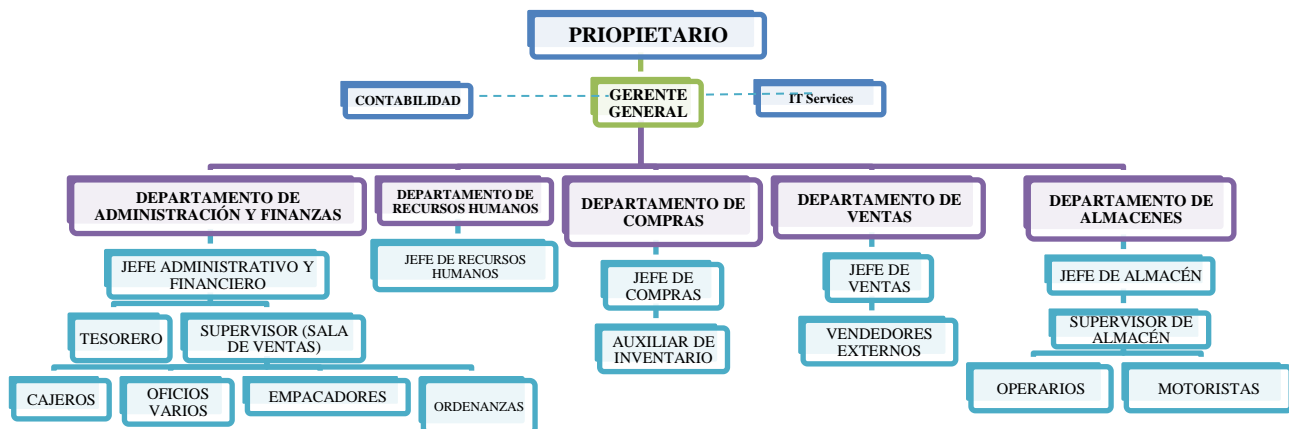 PRIOPIETARIO
CONTABILIDAD
GERENTE
GENERAL
IT Services
DEPARTAMENTO DE
ADMINISTRACIÓN Y FINANZAS
DEPARTAMENTO DE
RECURSOS HUMANOS
DEPARTAMENTO DE
COMPRAS
DEPARTAMENTO DE
VENTAS
DEPARTAMENTO DE
ALMACENES
JEFE ADMINISTRATIVO Y
FINANCIERO
JEFE DE RECURSOS
HUMANOS
JEFE DE
COMPRAS
JEFE DE
VENTAS
JEFE DE ALMACÉN
TESORERO
SUPERVISOR (SALA
DE VENTAS)
AUXILIAR DE
INVENTARIO
VENDEDORES
EXTERNOS
SUPERVISOR DE
ALMACÉN
CAJEROS
OFICIOS
VARIOS
EMPACADORES
ORDENANZAS
OPERARIOS
MOTORISTAS